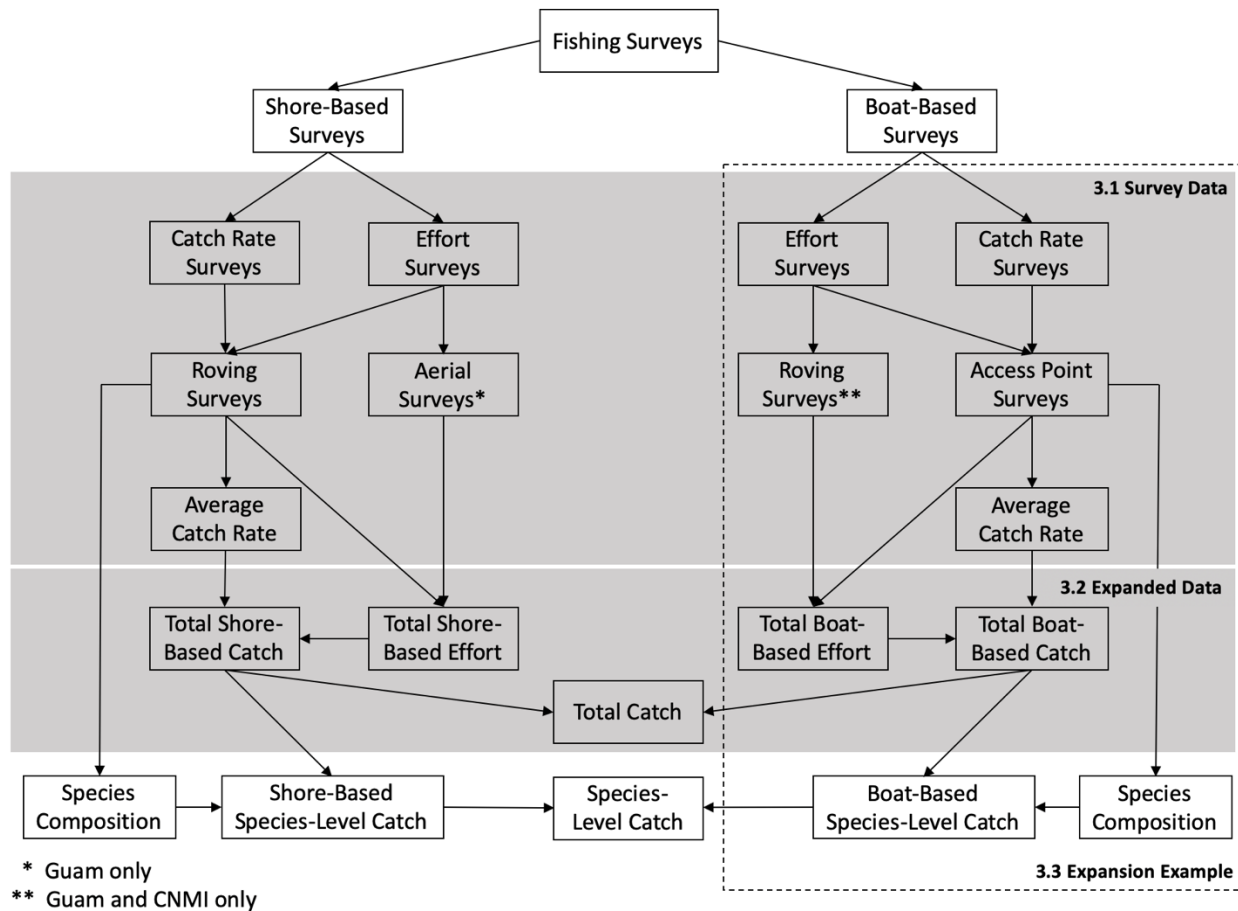 Fishing Surveys
Shore-Based
Surveys
Boat-Based
Surveys
3.1 Survey Data
Catch Rate
Surveys
Effort
Surveys
Effort
Surveys
Catch Rate
Surveys
Roving
Surveys
Aerial
Surveys*
Roving
Surveys**
Access Point
Surveys
Average
Catch Rate
Average
Catch Rate
3.2 Expanded Data
Total Shore-
Based Catch
Total Shore-
Based Effort
Total Boat-
Based Effort
Total Boat-
Based Catch
Total Catch
Species
Composition
Shore-Based
Species-Level Catch
Species-
Level Catch
Boat-Based
Species-Level Catch
Species
Composition
3.3 Expansion Example
* Guam only
** Guam and CNMI only